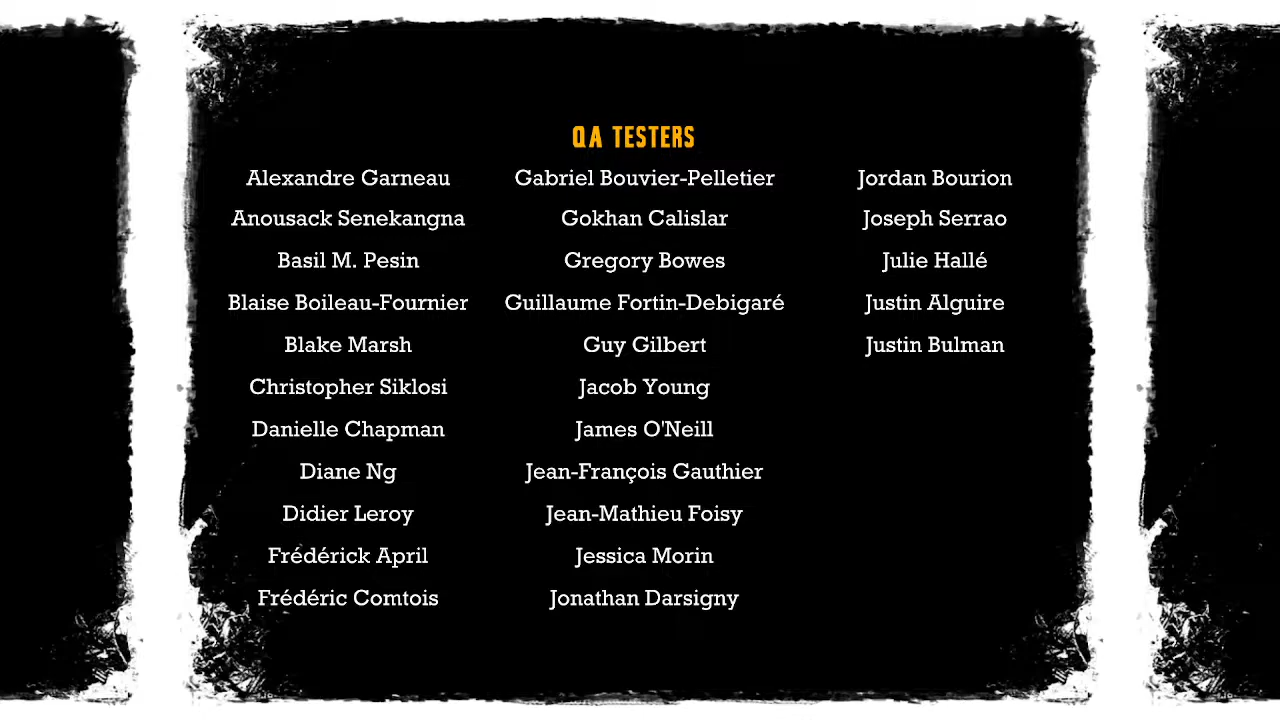 QA TESTERS
Alexandre Garneau
Anousack Senekangna
Basil M. Pesin
Blaise Boileau-Fournier
Blake Marsh
Christopher Siklosi
Danielle Chapman
Diane Ng
Didier Leroy
Frédérick April
Frédéric Comtois
Gabriel Bouvier-Pelletier
Gokhan Calislar
Gregory Bowes
Guillaume Fortin-Debigaré
Guy Gilbert
Jacob Young
James O'Neill
Jean-François Gauthier
Jean-Mathieu Foisy
Jessica Morin
Jonathan Darsigny
Jordan Bourion
Joseph Serrao
Julie Hallé
Justin Alguire
Justin Bulman